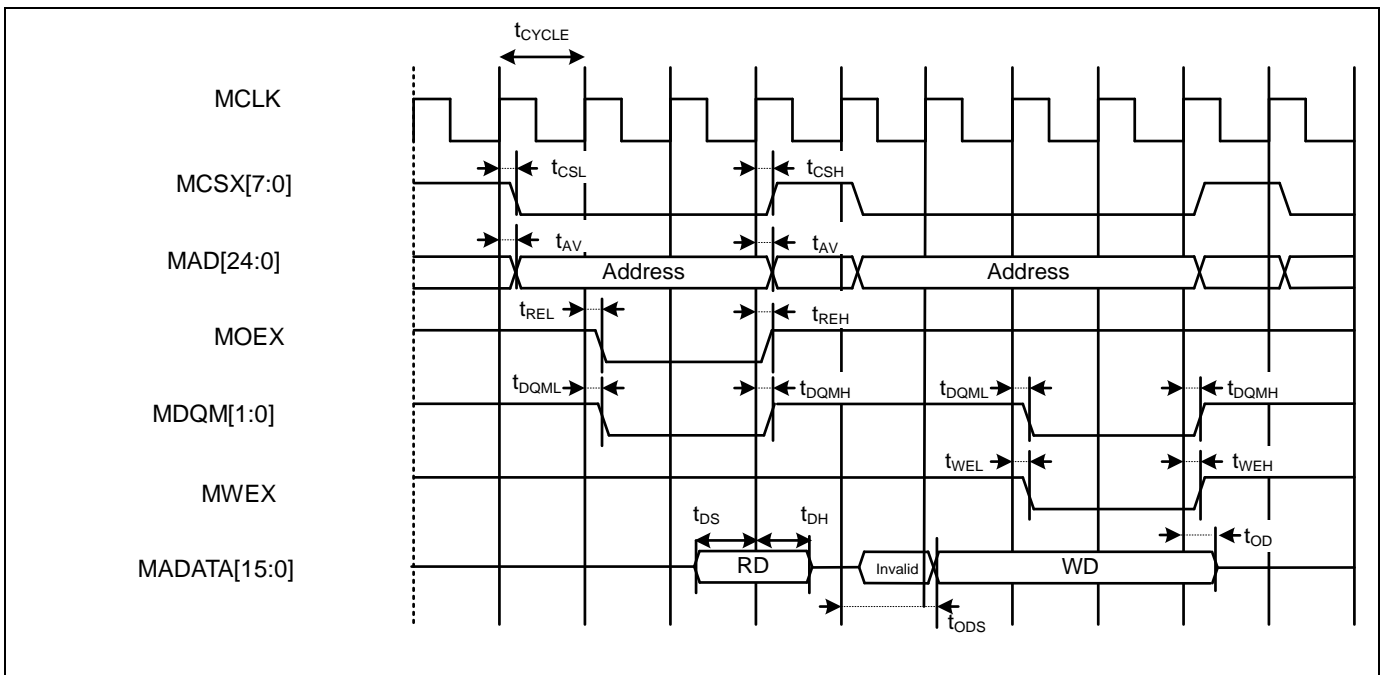 tCYCLE
MCLK
MCSX[7:0]
tCSL
tCSH
MAD[24:0]
tAV
tAV
Address
Address
MOEX
tREL
tREH
MDQM[1:0]
tDQML
tDQMH
tDQML
tDQMH
MWEX
tWEL
tWEH
MADATA[15:0]
tDS
tDH
tOD
RD
Invalid
WD
tODS